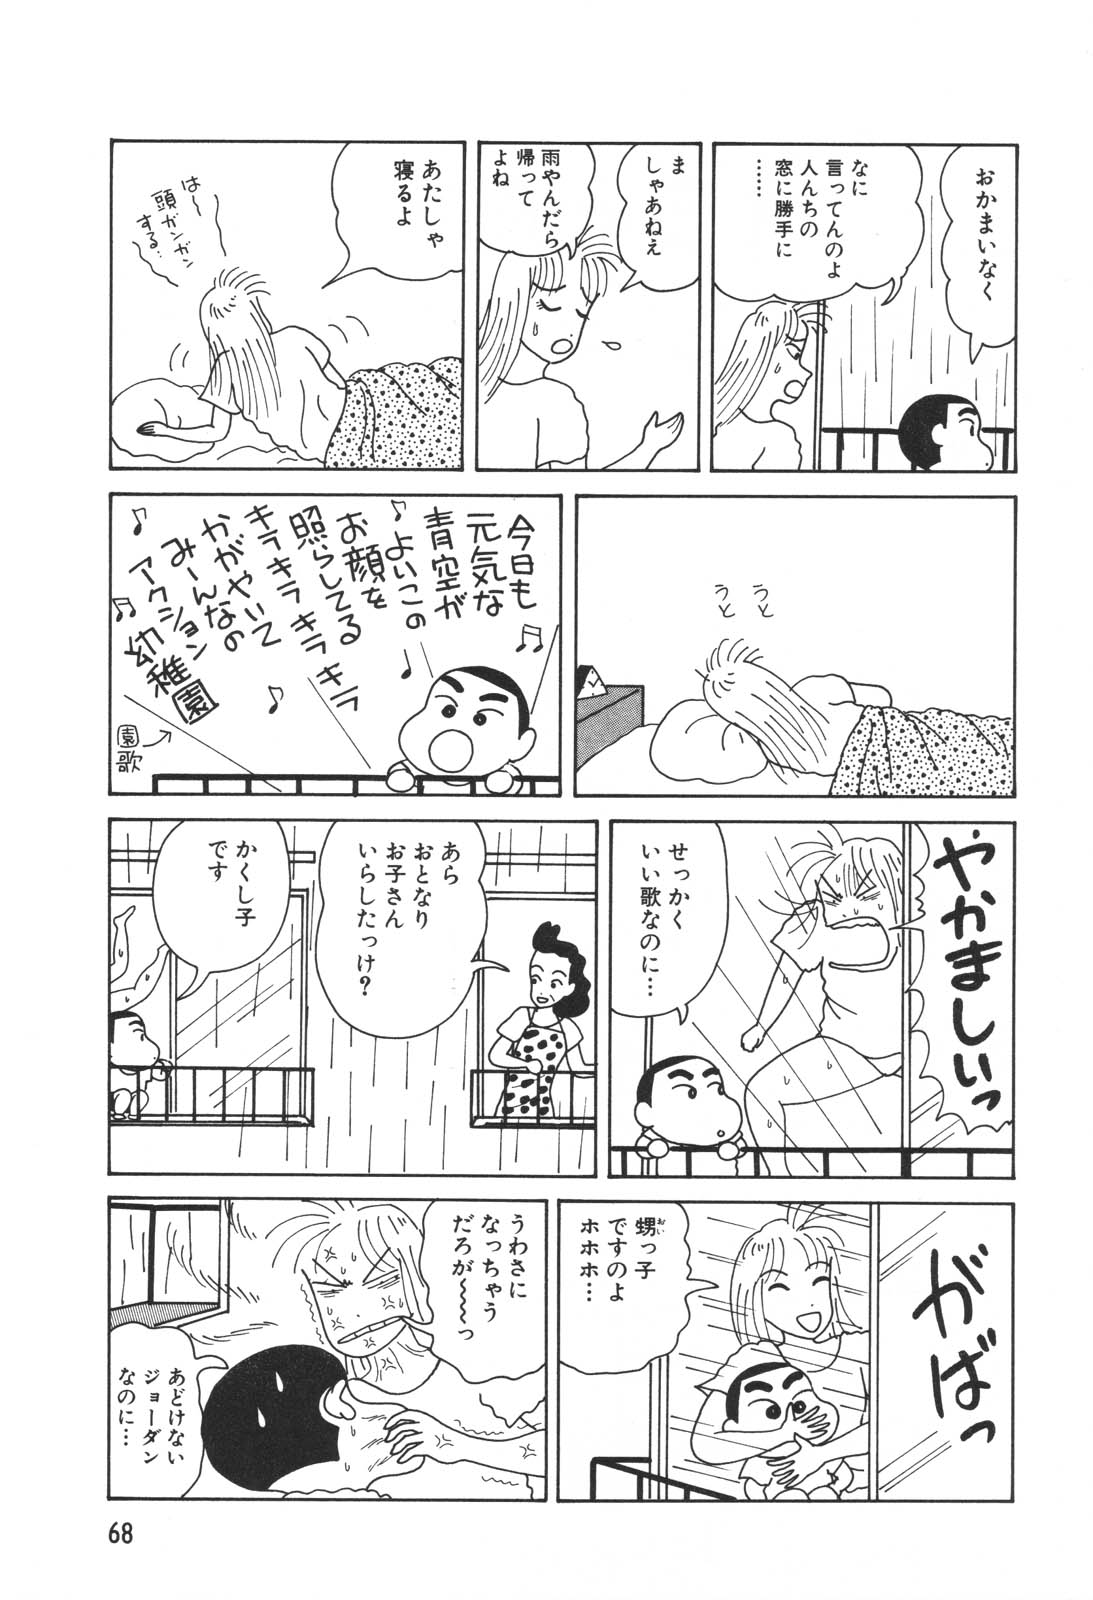 おかまいなく
なに
言ってんのよ
人んちの
窓に勝手に
……
ま
しゃあねえ
雨やんだら
帰って
よね
あたしゃ
寝るよ
は〜
頭ガンガン
する…
うと
うと
今日も
元気な
青空が
♪よいこの
お顔を
照らしてる
キラキラキラキラ
かがやいて
みーんなの
アクション
幼稚園
園歌
やかましいっ
せっかく
いい歌なのに…
あら
おとなり
お子さん
いらしたっけ?
かくし子
です
がばっ
甥っ子
おい
ですのよ
ホホホ…
うわさに
なっちゃう
だろが〜〜〜っ
あどけない
ジョーダン
なのに…
68